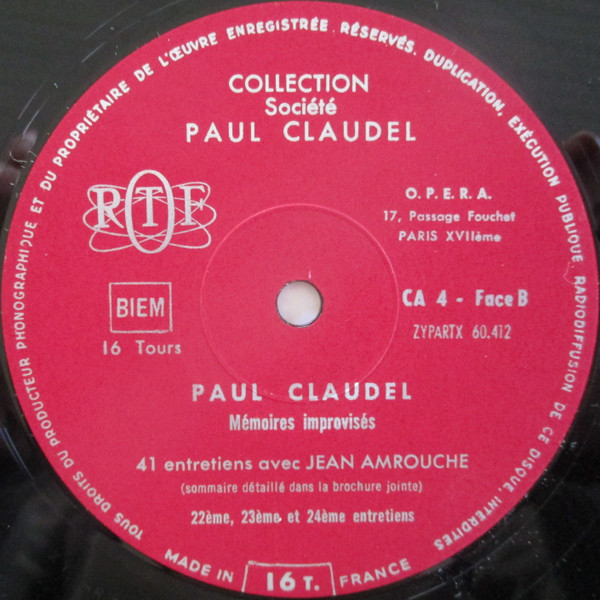 TOUS DROITS DU PRODUCTEUR PHONOGRAPHIQUE ET DU PROPRIÉTAIRE DE L'ŒUVRE ENREGISTRÉE RÉSERVÉS. DUPLICATION, EXÉCUTION PUBLIQUE RADIODIFFUSION DE CE DISQUE, INTERDITES
COLLECTION
Société
PAUL CLAUDEL
RTF
O.P.E.R.A.
17, Passage Fouchet
PARIS XVIIème
BIEM
16 Tours
CA 4 - Face B
ZYPARTX 60.412
PAUL CLAUDEL
Mémoires improvisés
41 entretiens avec JEAN AMROUCHE
(sommaire détaillé dans la brochure jointe)
22ème, 23ème et 24ème entretiens
MADE IN 16 T. FRANCE